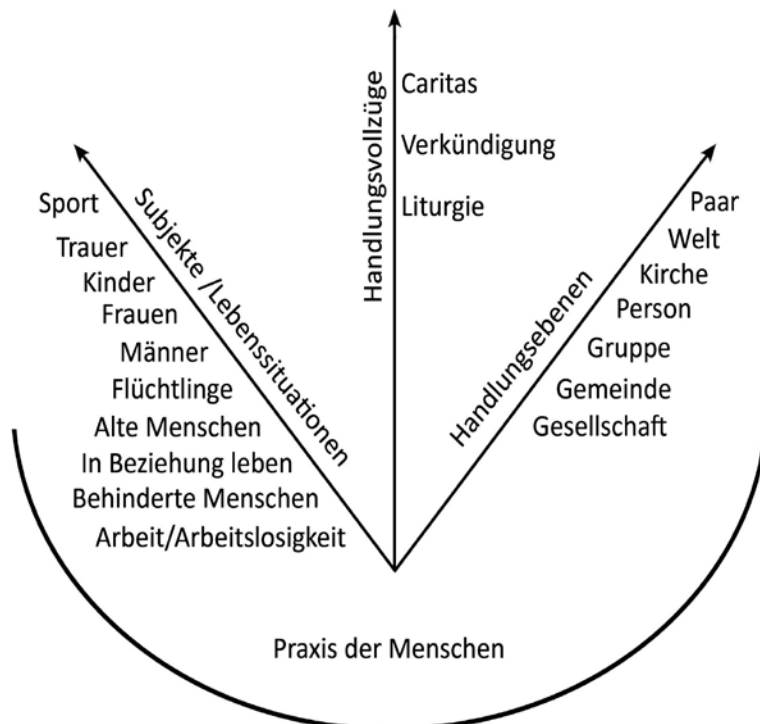 Handlungsvollzüge
Caritas
Verkündigung
Liturgie
Subjekte /Lebenssituationen
Sport
Trauer
Kinder
Frauen
Männer
Flüchtlinge
Alte Menschen
In Beziehung leben
Behinderte Menschen
Arbeit/Arbeitslosigkeit
Handlungsebenen
Paar
Welt
Kirche
Person
Gruppe
Gemeinde
Gesellschaft
Praxis der Menschen